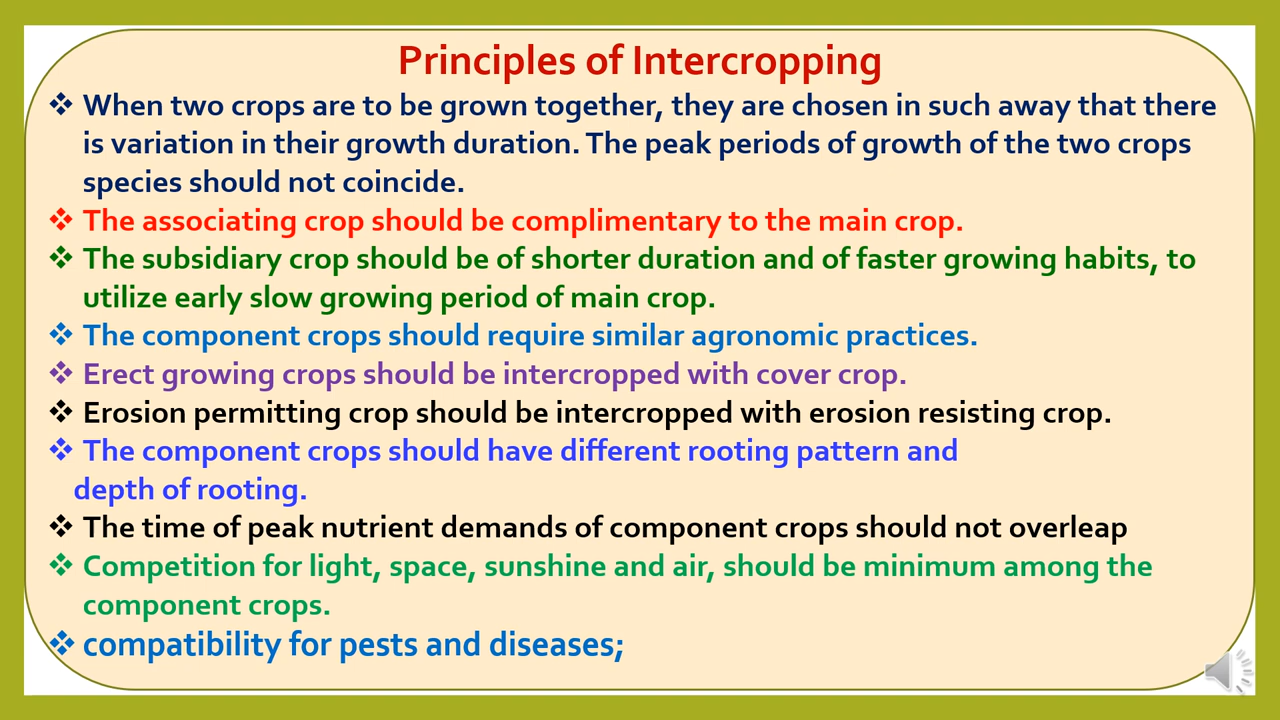 Principles of Intercropping
❖ When two crops are to be grown together, they are chosen in such away that there
is variation in their growth duration. The peak periods of growth of the two crops
species should not coincide.
❖ The associating crop should be complimentary to the main crop.
❖ The subsidiary crop should be of shorter duration and of faster growing habits, to
utilize early slow growing period of main crop.
❖ The component crops should require similar agronomic practices.
❖ Erect growing crops should be intercropped with cover crop.
❖ Erosion permitting crop should be intercropped with erosion resisting crop.
❖ The component crops should have different rooting pattern and
depth of rooting.
❖ The time of peak nutrient demands of component crops should not overleap
❖ Competition for light, space, sunshine and air, should be minimum among the
component crops.
❖ compatibility for pests and diseases;